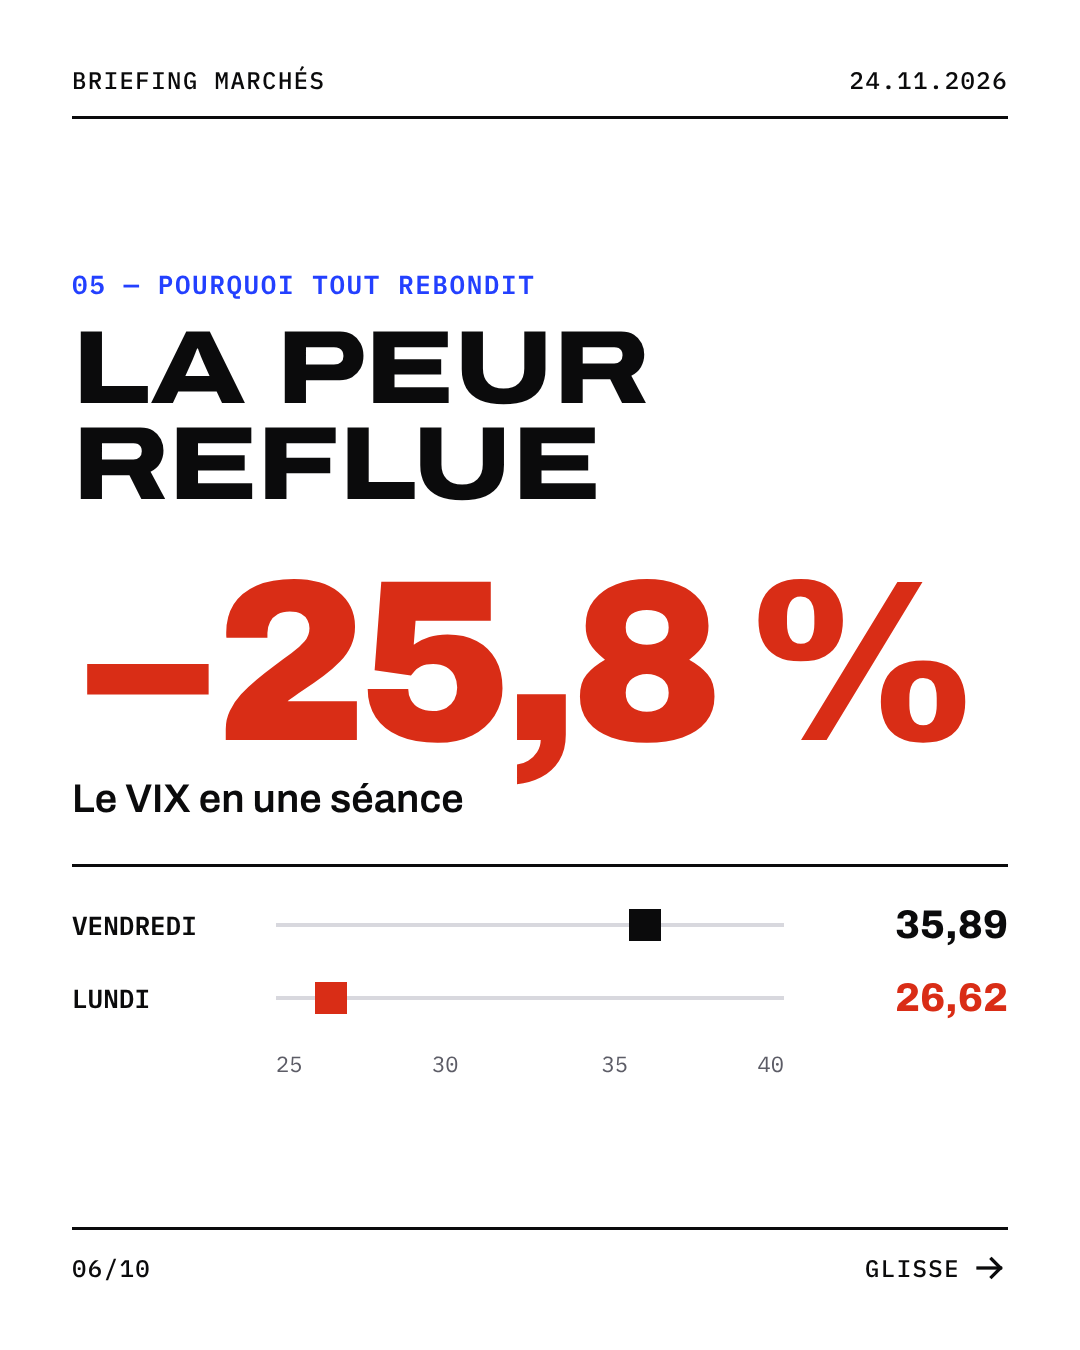 BRIEFING MARCHÉS
24.11.2026
05 — POURQUOI TOUT REBONDIT
LA PEUR
REFLUE
–25,8 %
Le VIX en une séance
VENDREDI
35,89
LUNDI
26,62
25 30 35 40
06/10
GLISSE →